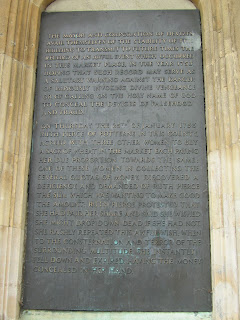 THE MAYOR AND CORPORATION OF DEVIZES
AVAIL THEMSELVES OF THE STABILITY OF THIS
BUILDING TO TRANSMIT TO FUTURE TIMES THE
RECORD OF AN AWFUL EVENT WHICH OCCURRED
IN THIS MARKET PLACE IN THE YEAR 1753
HOPING THAT SUCH RECORD MAY SERVE AS
A SALUTARY WARNING AGAINST THE DANGER
OF IMPIOUSLY INVOKING DIVINE VENGEANCE
OR OF CALLING ON THE HOLY NAME OF GOD
TO CONCEAL THE DEVICES OF FALSEHOOD
AND FRAUD
ON THURSDAY THE 25TH OF JANUARY 1753
RUTH PIERCE OF POTTERNE IN THIS COUNTY
AGREED WITH THREE OTHER WOMEN TO BUY
A SACK OF WHEAT IN THE MARKET EACH PAYING
HER DUE PROPORTION TOWARDS THE SAME
ONE OF THESE WOMEN IN COLLECTING THE
SEVERAL QUOTAS OF MONEY DISCOVERED A
DEFICIENCY AND DEMANDED OF RUTH PIERCE
THE SUM WHICH WAS WANTING TO MAKE GOOD
THE AMOUNT RUTH PIERCE PROTESTED THAT
SHE HAD PAID HER SHARE AND SAID SHE WISHED
SHE MIGHT DROP DOWN DEAD IF SHE HAD NOT
SHE RASHLY REPEATED THIS AWFUL WISH WHEN
TO THE CONSTERNATION AND TERROR OF THE
SURROUNDING MULTITUDE SHE INSTANTLY
FELL DOWN AND EXPIRED HAVING THE MONEY
CONCEALED IN HER HAND